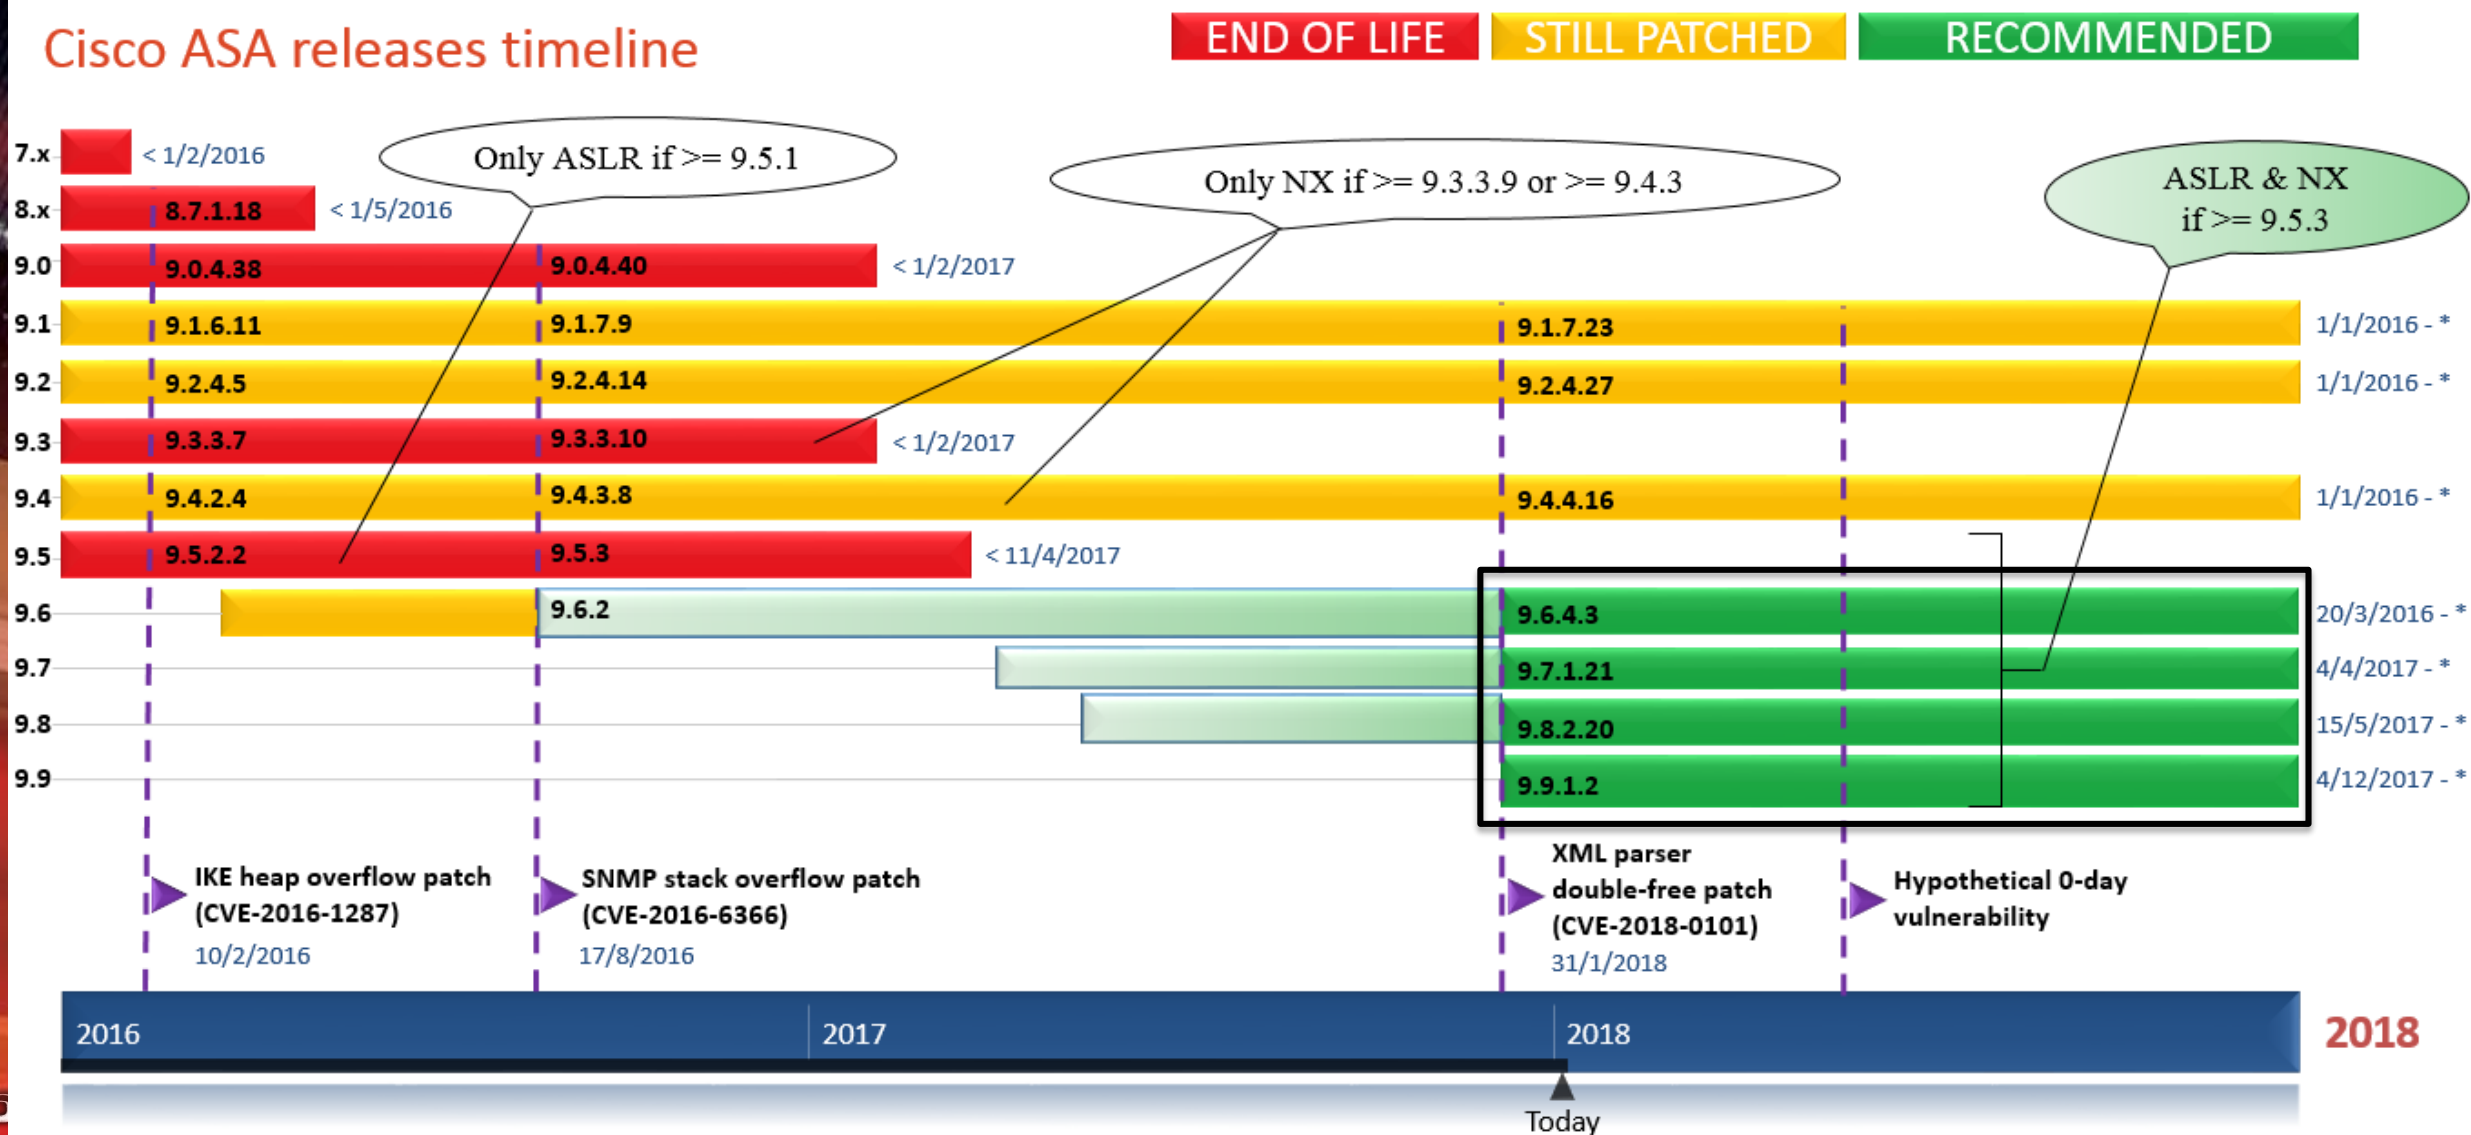 Cisco ASA releases timeline
END OF LIFE
STILL PATCHED
RECOMMENDED
Only ASLR if >= 9.5.1
Only NX if >= 9.3.3.9 or >= 9.4.3
ASLR & NX
if >= 9.5.3
7.x
< 1/2/2016
8.x
8.7.1.18
< 1/5/2016
9.0
9.0.4.38
9.0.4.40
< 1/2/2017
9.1
9.1.6.11
9.1.7.9
9.1.7.23
1/1/2016 - *
9.2
9.2.4.5
9.2.4.14
9.2.4.27
1/1/2016 - *
9.3
9.3.3.7
9.3.3.10
< 1/2/2017
9.4
9.4.2.4
9.4.3.8
9.4.4.16
1/1/2016 - *
9.5
9.5.2.2
9.5.3
< 11/4/2017
9.6
9.6.2
9.6.4.3
20/3/2016 - *
9.7
9.7.1.21
4/4/2017 - *
9.8
9.8.2.20
15/5/2017 - *
9.9
9.9.1.2
4/12/2017 - *
IKE heap overflow patch
(CVE-2016-1287)
10/2/2016
SNMP stack overflow patch
(CVE-2016-6366)
17/8/2016
XML parser
double-free patch
(CVE-2018-0101)
31/1/2018
Hypothetical 0-day
vulnerability
2016
2017
2018
2018
Today